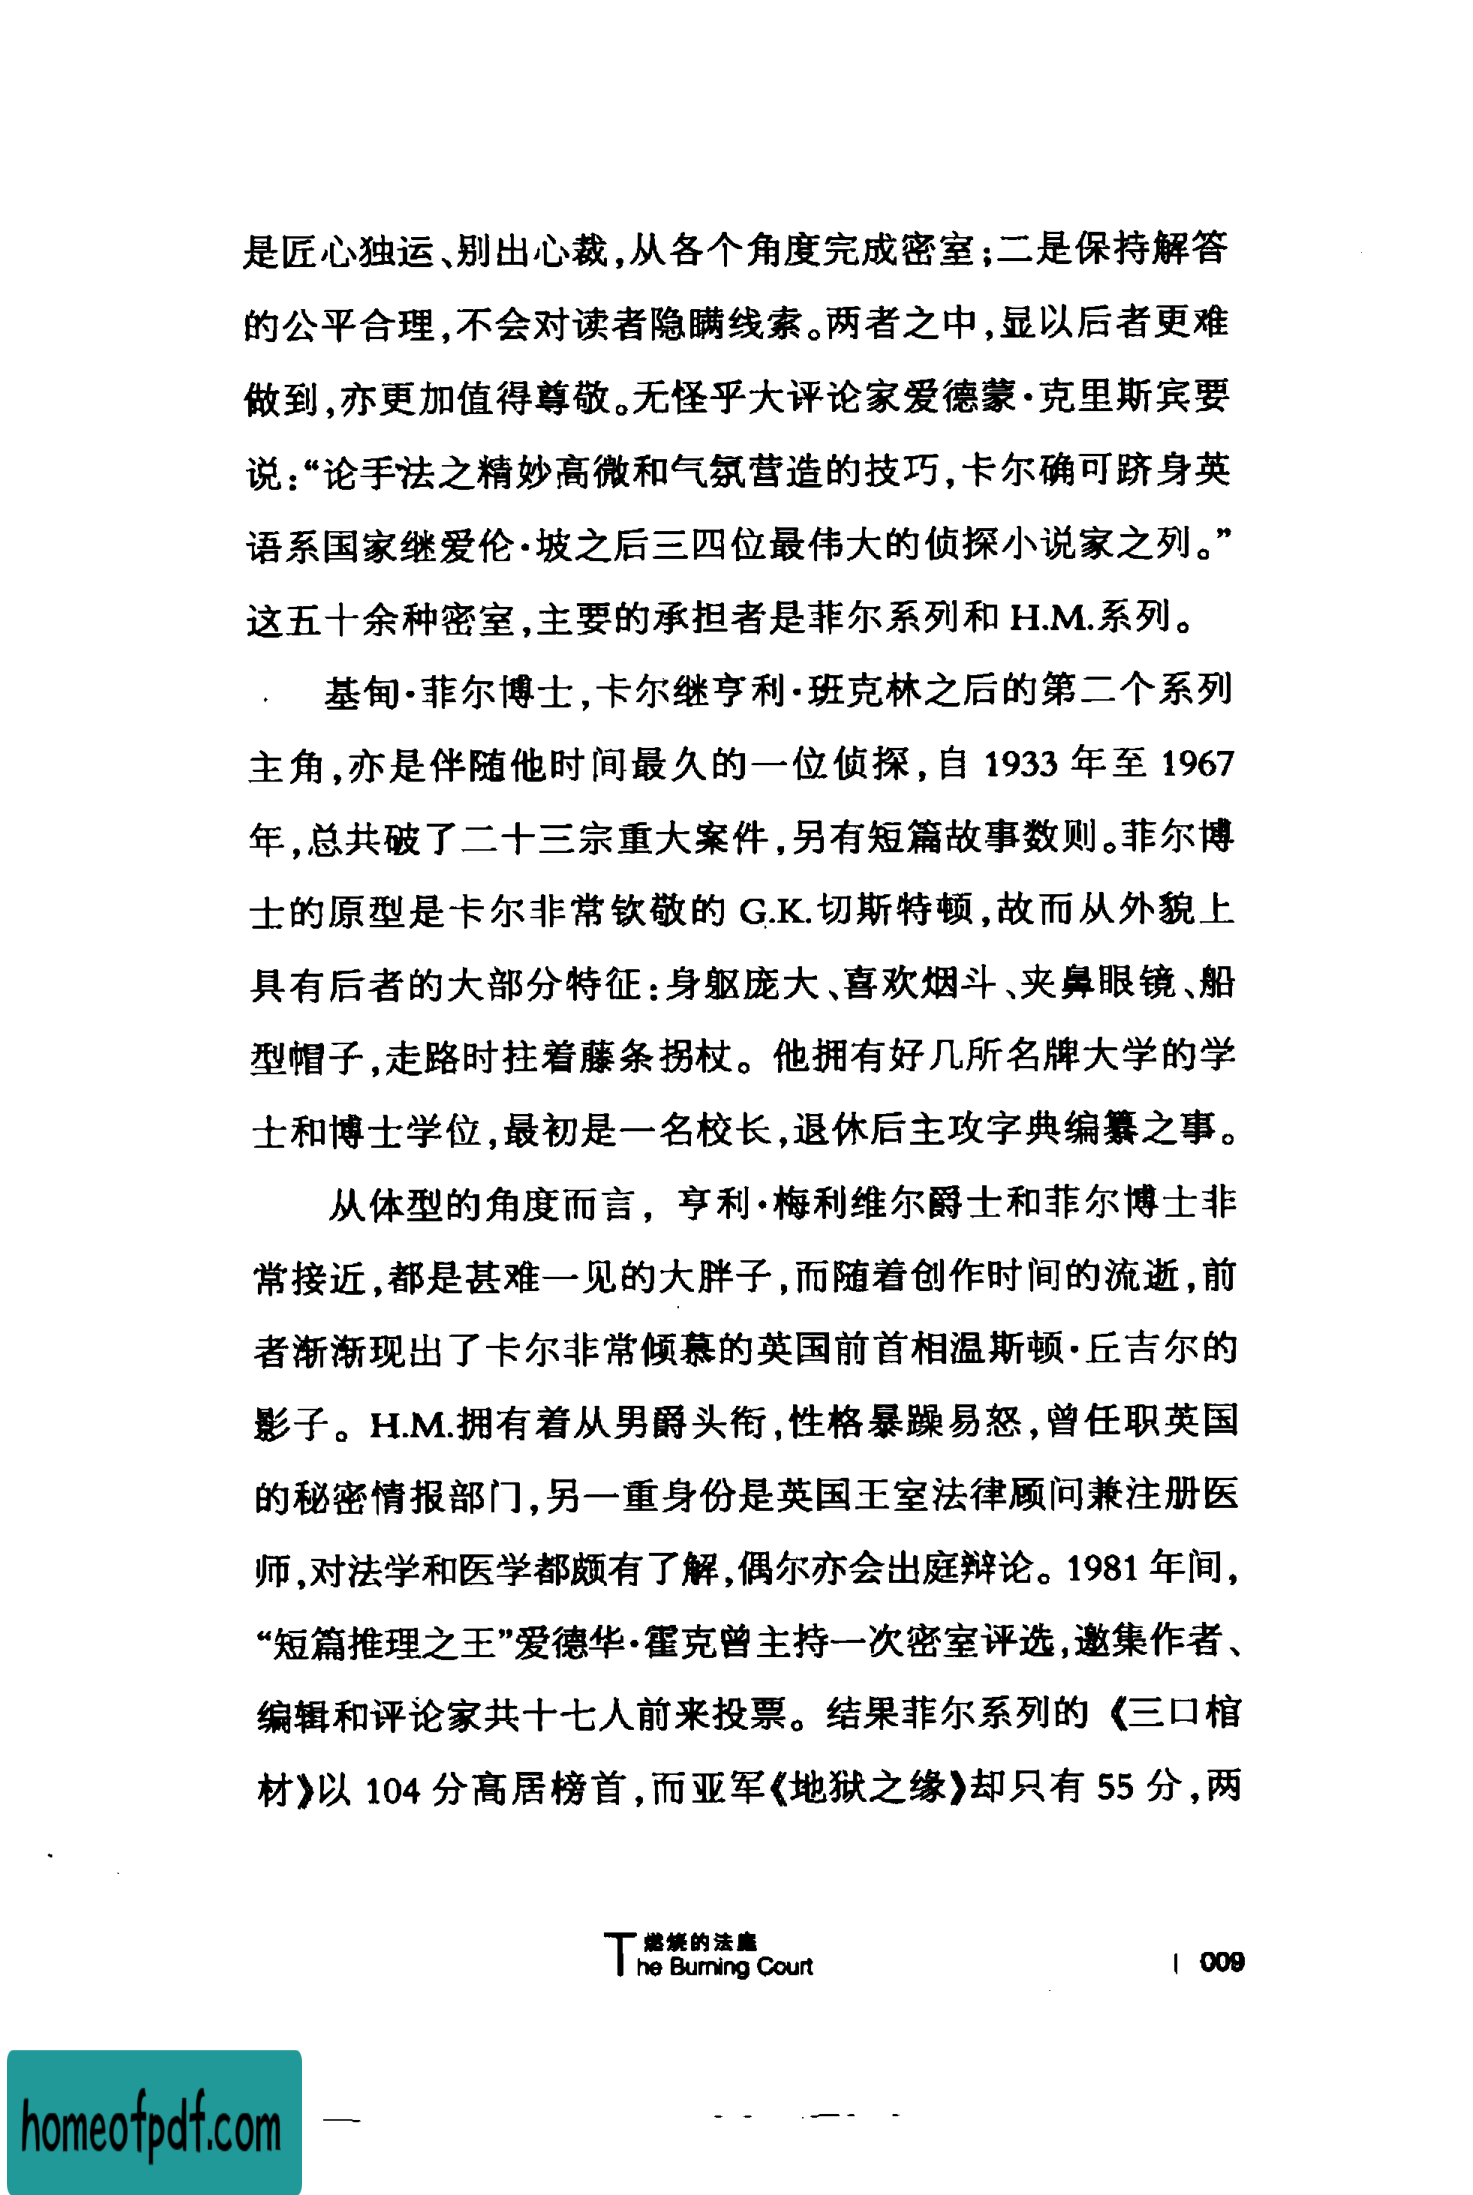 是匠心独运、别出心裁,从各个角度完成密室;二是保持解答
的公平合理,不会对读者隐瞒线索。两者之中,显以后者更难
做到,亦更加值得尊敬。无怪乎大评论家爱德蒙·克里斯宾要
说:“论手法之精妙高微和气氛营造的技巧,卡尔确可跻身英
语系国家继爱伦·坡之后三四位最伟大的侦探小说家之列。”
这五十余种密室,主要的承担者是菲尔系列和 H.M.系列。
基甸·菲尔博士,卡尔继亨利·班克林之后的第二个系列
主角,亦是伴随他时间最久的一位侦探,自 1933 年至 1967
年,总共破了二十三宗重大案件,另有短篇故事数则。菲尔博
士的原型是卡尔非常钦敬的 G.K.切斯特顿,故而从外貌上
具有后者的大部分特征:身躯庞大、喜欢烟斗、夹鼻眼镜、船
型帽子,走路时拄着藤条拐杖。他拥有好几所名牌大学的学
士和博士学位,最初是一名校长,退休后主攻字典编纂之事。
从体型的角度而言,亨利·梅利维尔爵士和菲尔博士非
常接近,都是甚难一见的大胖子,而随着创作时间的流逝,前
者渐渐现出了卡尔非常倾慕的英国前首相温斯顿·丘吉尔的
影子。H.M.拥有着从男爵头衔,性格暴躁易怒,曾任职英国
的秘密情报部门,另一重身份是英国王室法律顾问兼注册医
师,对法学和医学都颇有了解,偶尔亦会出庭辩论。1981 年间,
“短篇推理之王”爱德华·霍克曾主持一次密室评选,邀集作者、
编辑和评论家共十七人前来投票。结果菲尔系列的《三口棺
材》以 104 分高居榜首,而亚军《地狱之缘》却只有 55 分,两
燃烧的法庭
The Burning Court
| 009
homeofpdf.com